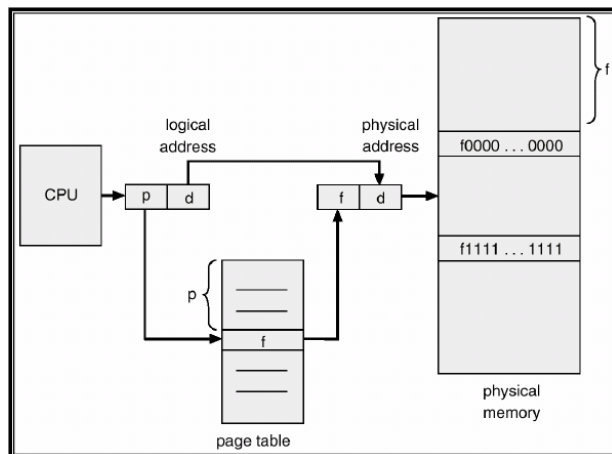 f
logical
address
physical
address
f0000 . . . 0000
CPU
p d
f d
f1111 . . . 1111
p
f
physical
memory
page table